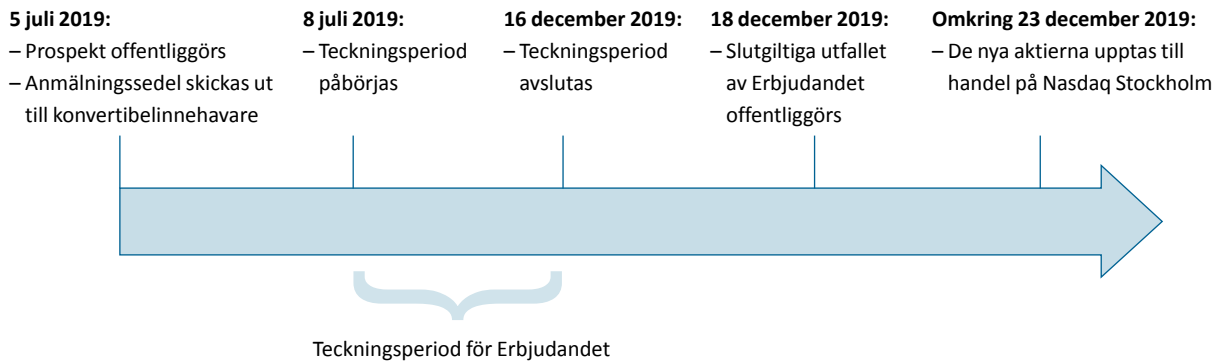 5 juli 2019:
– Prospekt offentliggörs
– Anmälningssedel skickas ut
till konvertibelinnehavare
8 juli 2019:
– Teckningsperiod
påbörjas
16 december 2019:
– Teckningsperiod
avslutas
18 december 2019:
– Slutgiltiga utfallet
av Erbjudandet
offentliggörs
Omkring 23 december 2019:
– De nya aktierna upptas till
handel på Nasdaq Stockholm
Teckningsperiod för Erbjudandet